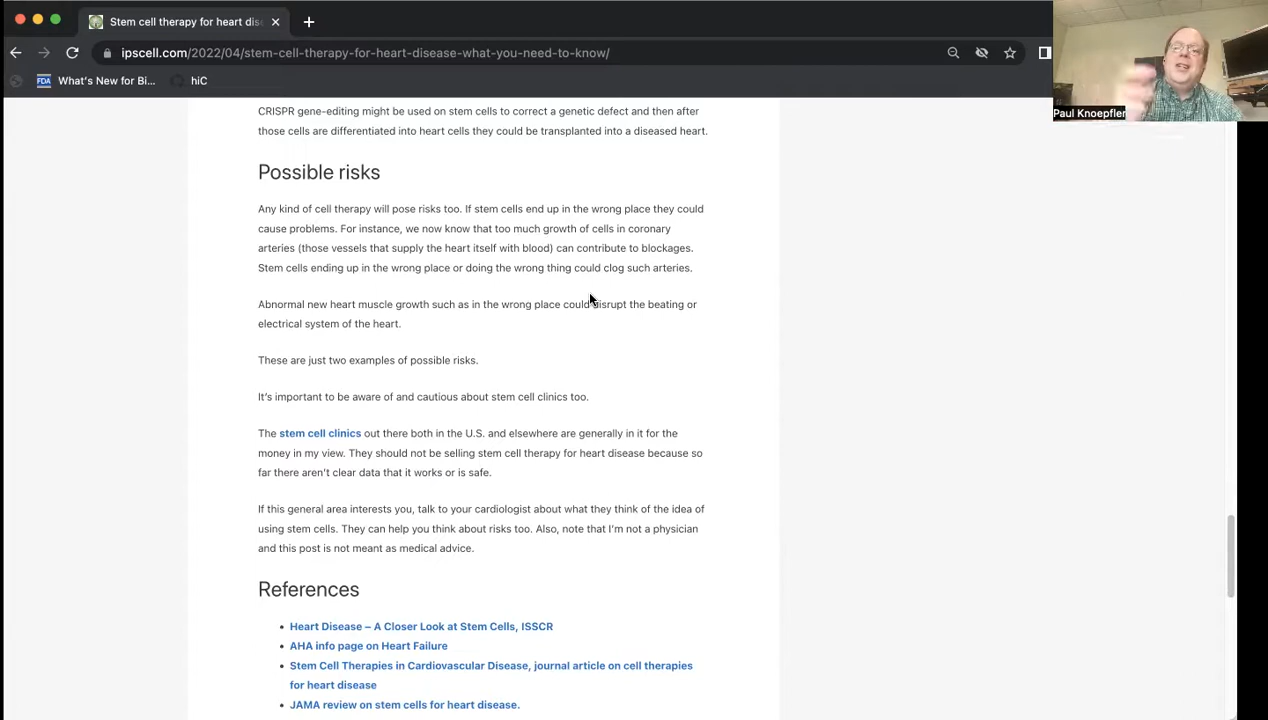 Stem cell therapy for heart dis
ipscell.com/2022/04/stem-cell-therapy-for-heart-disease-what-you-need-to-know/
What's New for Bi...
hiC
FDA
Paul Knoepfler
CRISPR gene-editing might be used on stem cells to correct a genetic defect and then after
those cells are differentiated into heart cells they could be transplanted into a diseased heart.
Possible risks
Any kind of cell therapy will pose risks too. If stem cells end up in the wrong place they could
cause problems. For instance, we now know that too much growth of cells in coronary
arteries (those vessels that supply the heart itself with blood) can contribute to blockages.
Stem cells ending up in the wrong place or doing the wrong thing could clog such arteries.
Abnormal new heart muscle growth such as in the wrong place could disrupt the beating or
electrical system of the heart.
These are just two examples of possible risks.
It's important to be aware of and cautious about stem cell clinics too.
The stem cell clinics out there both in the U.S. and elsewhere are generally in it for the
money in my view. They should not be selling stem cell therapy for heart disease because so
far there aren't clear data that it works or is safe.
If this general area interests you, talk to your cardiologist about what they think of the idea of
using stem cells. They can help you think about risks too. Also, note that I'm not a physician
and this post is not meant as medical advice.
References
• Heart Disease – A Closer Look at Stem Cells, ISSCR
• AHA info page on Heart Failure
• Stem Cell Therapies in Cardiovascular Disease, journal article on cell therapies
for heart disease
• JAMA review on stem cells for heart disease.